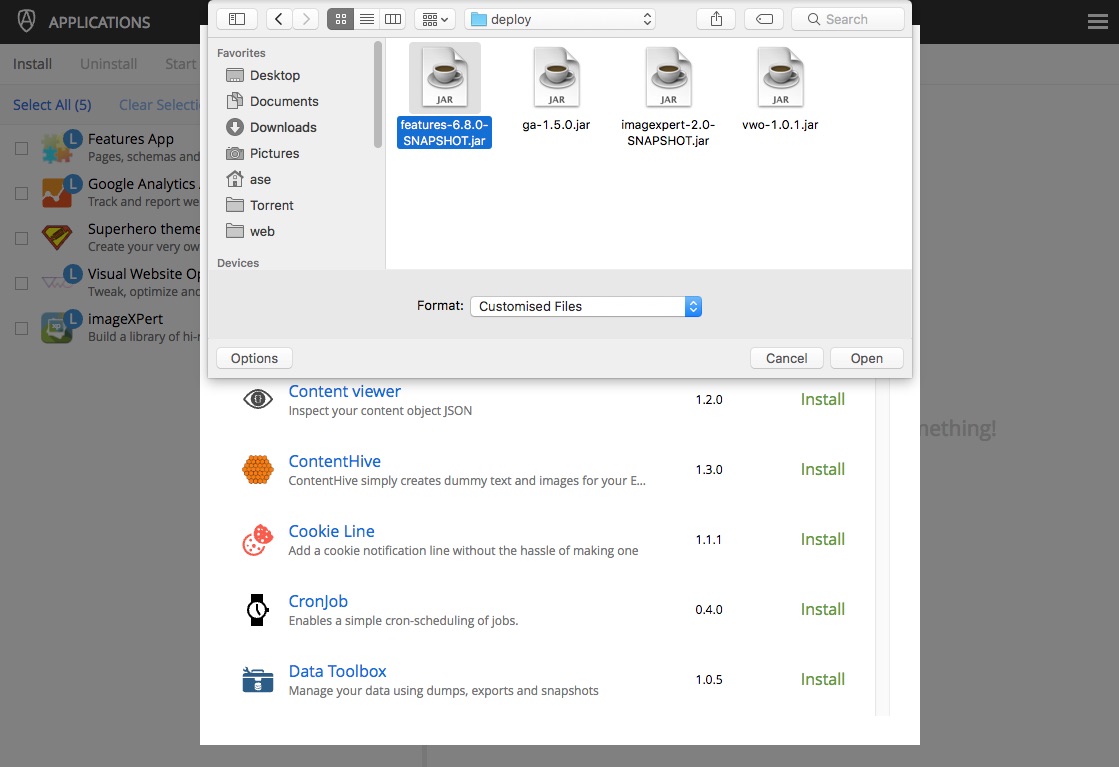 APPLICATIONS
deploy
Search
Install Uninstall Start
Select All (5) Clear Selecti
Features App
Pages, schemas and
Google Analytics
Track and report we
Superhero theme
Create your very ow
Visual Website Op
Tweak, optimize and
imageXPert
Build a library of hi-r
L
L
L
L
xp
Favorites
Desktop
Documents
Downloads
Pictures
ase
Torrent
web
Devices
JAR
JAR
JAR
JAR
features-6.8.0-
SNAPSHOT.jar
ga-1.5.0.jar
imagexpert-2.0-
SNAPSHOT.jar
vwo-1.0.1.jar
Format: Customised Files
Options
Cancel
Open
Content viewer
Inspect your content object JSON
1.2.0
Install
ContentHive
ContentHive simply creates dummy text and images for your E...
1.3.0
Install
Cookie Line
Add a cookie notification line without the hassle of making one
1.1.1
Install
CronJob
Enables a simple cron-scheduling of jobs.
0.4.0
Install
Data Toolbox
Manage your data using dumps, exports and snapshots
1.0.5
Install
nething!